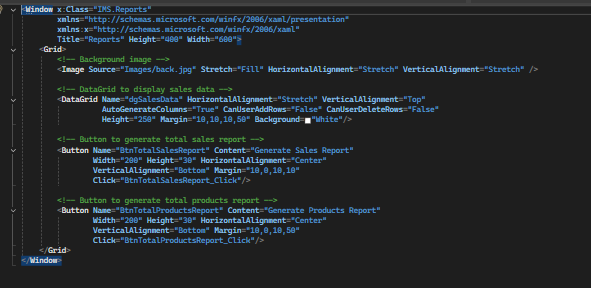 <Window x:Class="IMS.Reports"
xmlns="http://schemas.microsoft.com/winfx/2006/xaml/presentation"
xmlns:x="http://schemas.microsoft.com/winfx/2006/xaml"
Title="Reports" Height="400" Width="600">
<Grid>
<!-- Background image -->
<Image Source="Images/back.jpg" Stretch="Fill" HorizontalAlignment="Stretch" VerticalAlignment="Stretch" />
<!-- DataGrid to display sales data -->
<DataGrid Name="dgSalesData" HorizontalAlignment="Stretch" VerticalAlignment="Top"
AutoGenerateColumns="True" CanUserAddRows="False" CanUserDeleteRows="False"
Height="250" Margin="10,10,10,50" Background="White"/>
<!-- Button to generate total sales report -->
<Button Name="BtnTotalSalesReport" Content="Generate Sales Report"
Width="200" Height="30" HorizontalAlignment="Center"
VerticalAlignment="Bottom" Margin="10,0,10,10"
Click="BtnTotalSalesReport_Click"/>
<!-- Button to generate total products report -->
<Button Name="BtnTotalProductsReport" Content="Generate Products Report"
Width="200" Height="30" HorizontalAlignment="Center"
VerticalAlignment="Bottom" Margin="10,0,10,50"
Click="BtnTotalProductsReport_Click"/>
</Grid>
</Window>